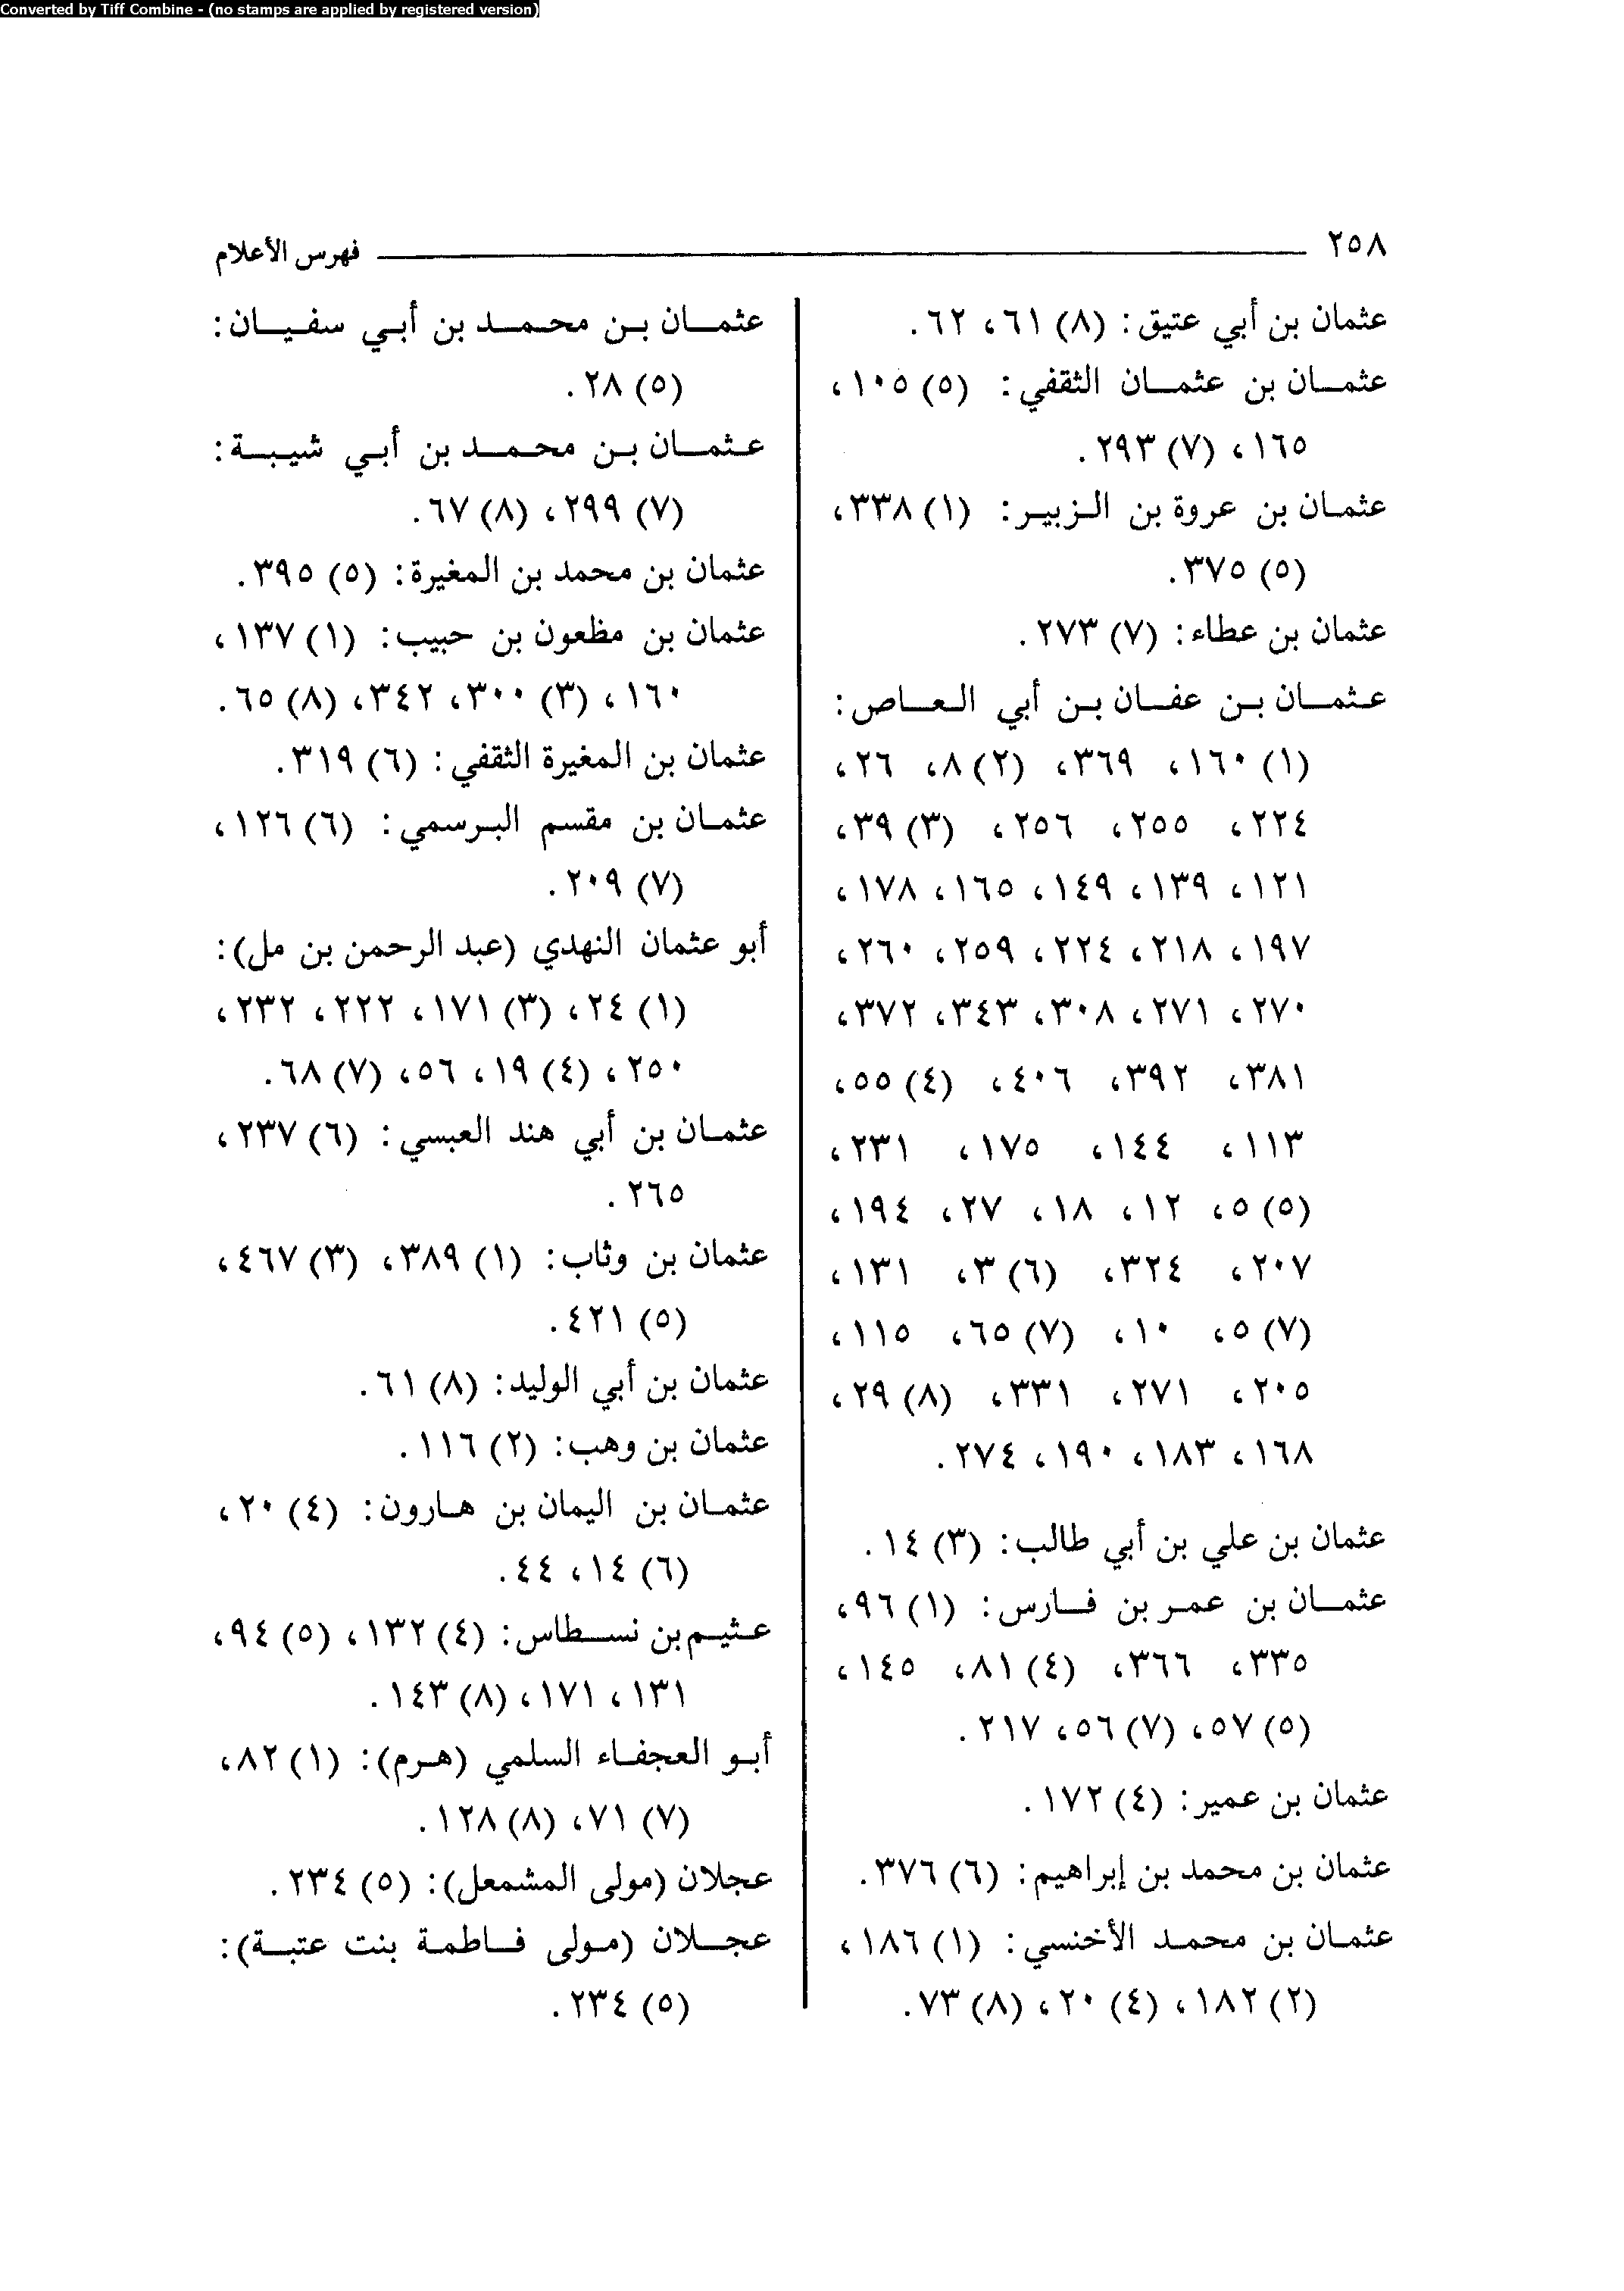 Converted by Tiff Combine - (no stamps are applied by registered version)
٢٥٨
فهرس الأعلام
عثمان بن أبي عتيق: (٨) ٦١، ٦٢.
عثمان بن عثمان الثقفي: (٥) ١٠٥،
١٦٥، (٧) ٢٩٣.
عثمان بن عروة بن الزبير: (١) ٣٣٨،
(٥) ٣٧٥.
عثمان بن عطاء: (٧) ٢٧٣.
عثمان بن عفان بن أبي العاص:
(١) ١٦٠، ٣٦٩، (٢) ٨، ٢٦،
٢٢٤، ٢٥٥، ٢٥٦، (٣) ٣٩،
١٢١، ١٣٩، ١٤٩، ١٦٥، ١٧٨،
١٩٧، ٢١٨، ٢٢٤، ٢٥٩، ٢٦٠،
٢٧٠، ٢٧١، ٣٠٨، ٣٤٣، ٣٧٢،
٣٨١، ٣٩٢، ٤٠٦، (٤) ٥٥،
١١٣، ١٤٤، ١٧٥، ٢٣١،
(٥) ٥، ١٢، ١٨، ٢٧، ١٩٤،
٢٠٧، ٣٢٤، (٦) ٣، ١٣١،
(٧) ٥، ١٠، (٧) ٦٥، ١١٥،
٢٠٥، ٢٧١، ٣٣١، (٨) ٢٩،
١٦٨، ١٨٣، ١٩٠، ٢٧٤.
عثمان بن علي بن أبي طالب: (٣) ١٤.
عثمان بن عمر بن فارس: (١) ٩٦،
٣٣٥، ٣٦٦، (٤) ٨١، ١٤٥،
(٥) ٥٧، (٧) ٥٦، ٢١٧.
عثمان بن عمير: (٤) ١٧٢.
عثمان بن محمد بن إبراهيم: (٦) ٣٧٦.
عثمان بن محمد الأخنسي: (١) ١٨٦،
(٢) ١٨٢، (٤) ٢٠، (٨) ٧٣.
عثمان بن محمد بن أبي سفيان:
(٥) ٢٨.
عثمان بن محمد بن أبي شيبة:
(٧) ٢٩٩، (٨) ٦٧.
عثمان بن محمد بن المغيرة: (٥) ٣٩٥.
عثمان بن مظعون بن حبيب: (١) ١٣٧،
١٦٠، (٣) ٣٠٠، ٣٤٢، (٨) ٦٥.
عثمان بن المغيرة الثقفي: (٦) ٣١٩.
عثمان بن مقسم البرسمي: (٦) ١٢٦،
(٧) ٢٠٩.
أبو عثمان النهدي (عبد الرحمن بن مل):
(١) ٢٤، (٣) ١٧١، ٢٢٢، ٢٣٢،
٢٥٠، (٤) ١٩، ٥٦، (٧) ٦٨.
عثمان بن أبي هند العبسي: (٦) ٢٣٧،
٢٦٥.
عثمان بن وثاب: (١) ٣٨٩، (٣) ٤٦٧،
(٥) ٤٢١.
عثمان بن أبي الوليد: (٨) ٦١.
عثمان بن وهب: (٢) ١١٦.
عثمان بن اليمان بن هارون: (٤) ٢٠،
(٦) ١٤، ٤٤.
عثيم بن نسطاس: (٤) ١٣٢، (٥) ٩٤،
١٣١، ١٧١، (٨) ١٤٣.
أبو العجفاء السلمي (هرم): (١) ٨٢،
(٧) ٧١، (٨) ١٢٨.
عجلان (مولى المشمعل): (٥) ٢٣٤.
عجلان (مولى فاطمة بنت عتبة):
(٥) ٢٣٤.